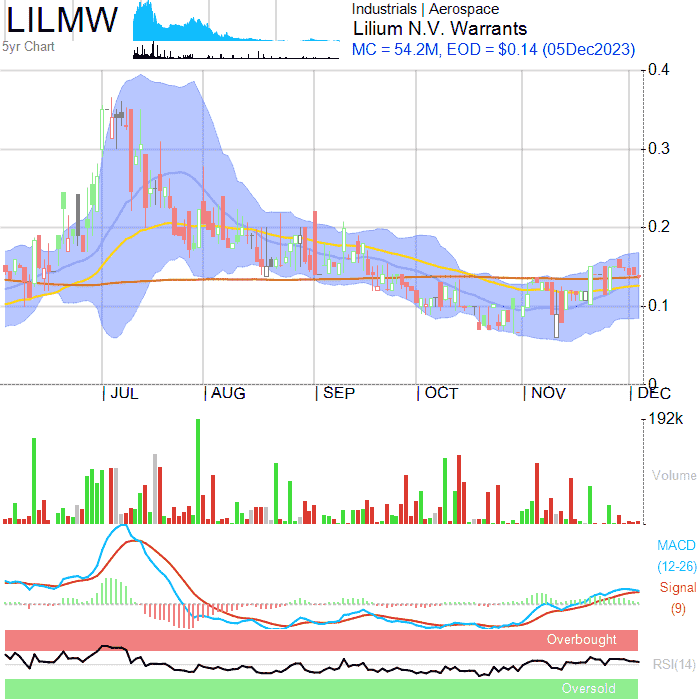 LILMW
5yr Chart
Industrials | Aerospace
Lilium N.V. Warrants
MC = 54.2M, EOD = $0.14 (05Dec2023)
0.4
0.3
0.2
0.1
0
JUL
AUG
SEP
OCT
NOV
DEC
192k
Volume
MACD
(12-26)
Signal
(9)
Overbought
RSI(14)
Oversold